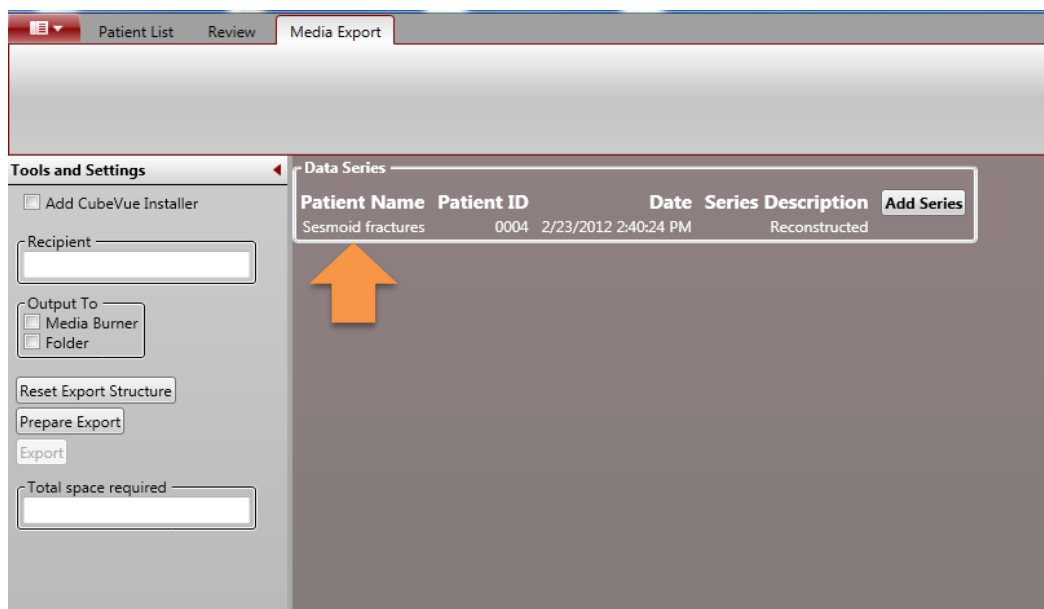 Patient List Review Media Export
Tools and Settings
Add CubeVue Installer
Recipient
Output To
Media Burner
Folder
Reset Export Structure
Prepare Export
Export
Total space required
Data Series
Patient Name Patient ID Date Series Description Add Series
Sesmoid fractures 0004 2/23/2012 2:40:24 PM Reconstructed